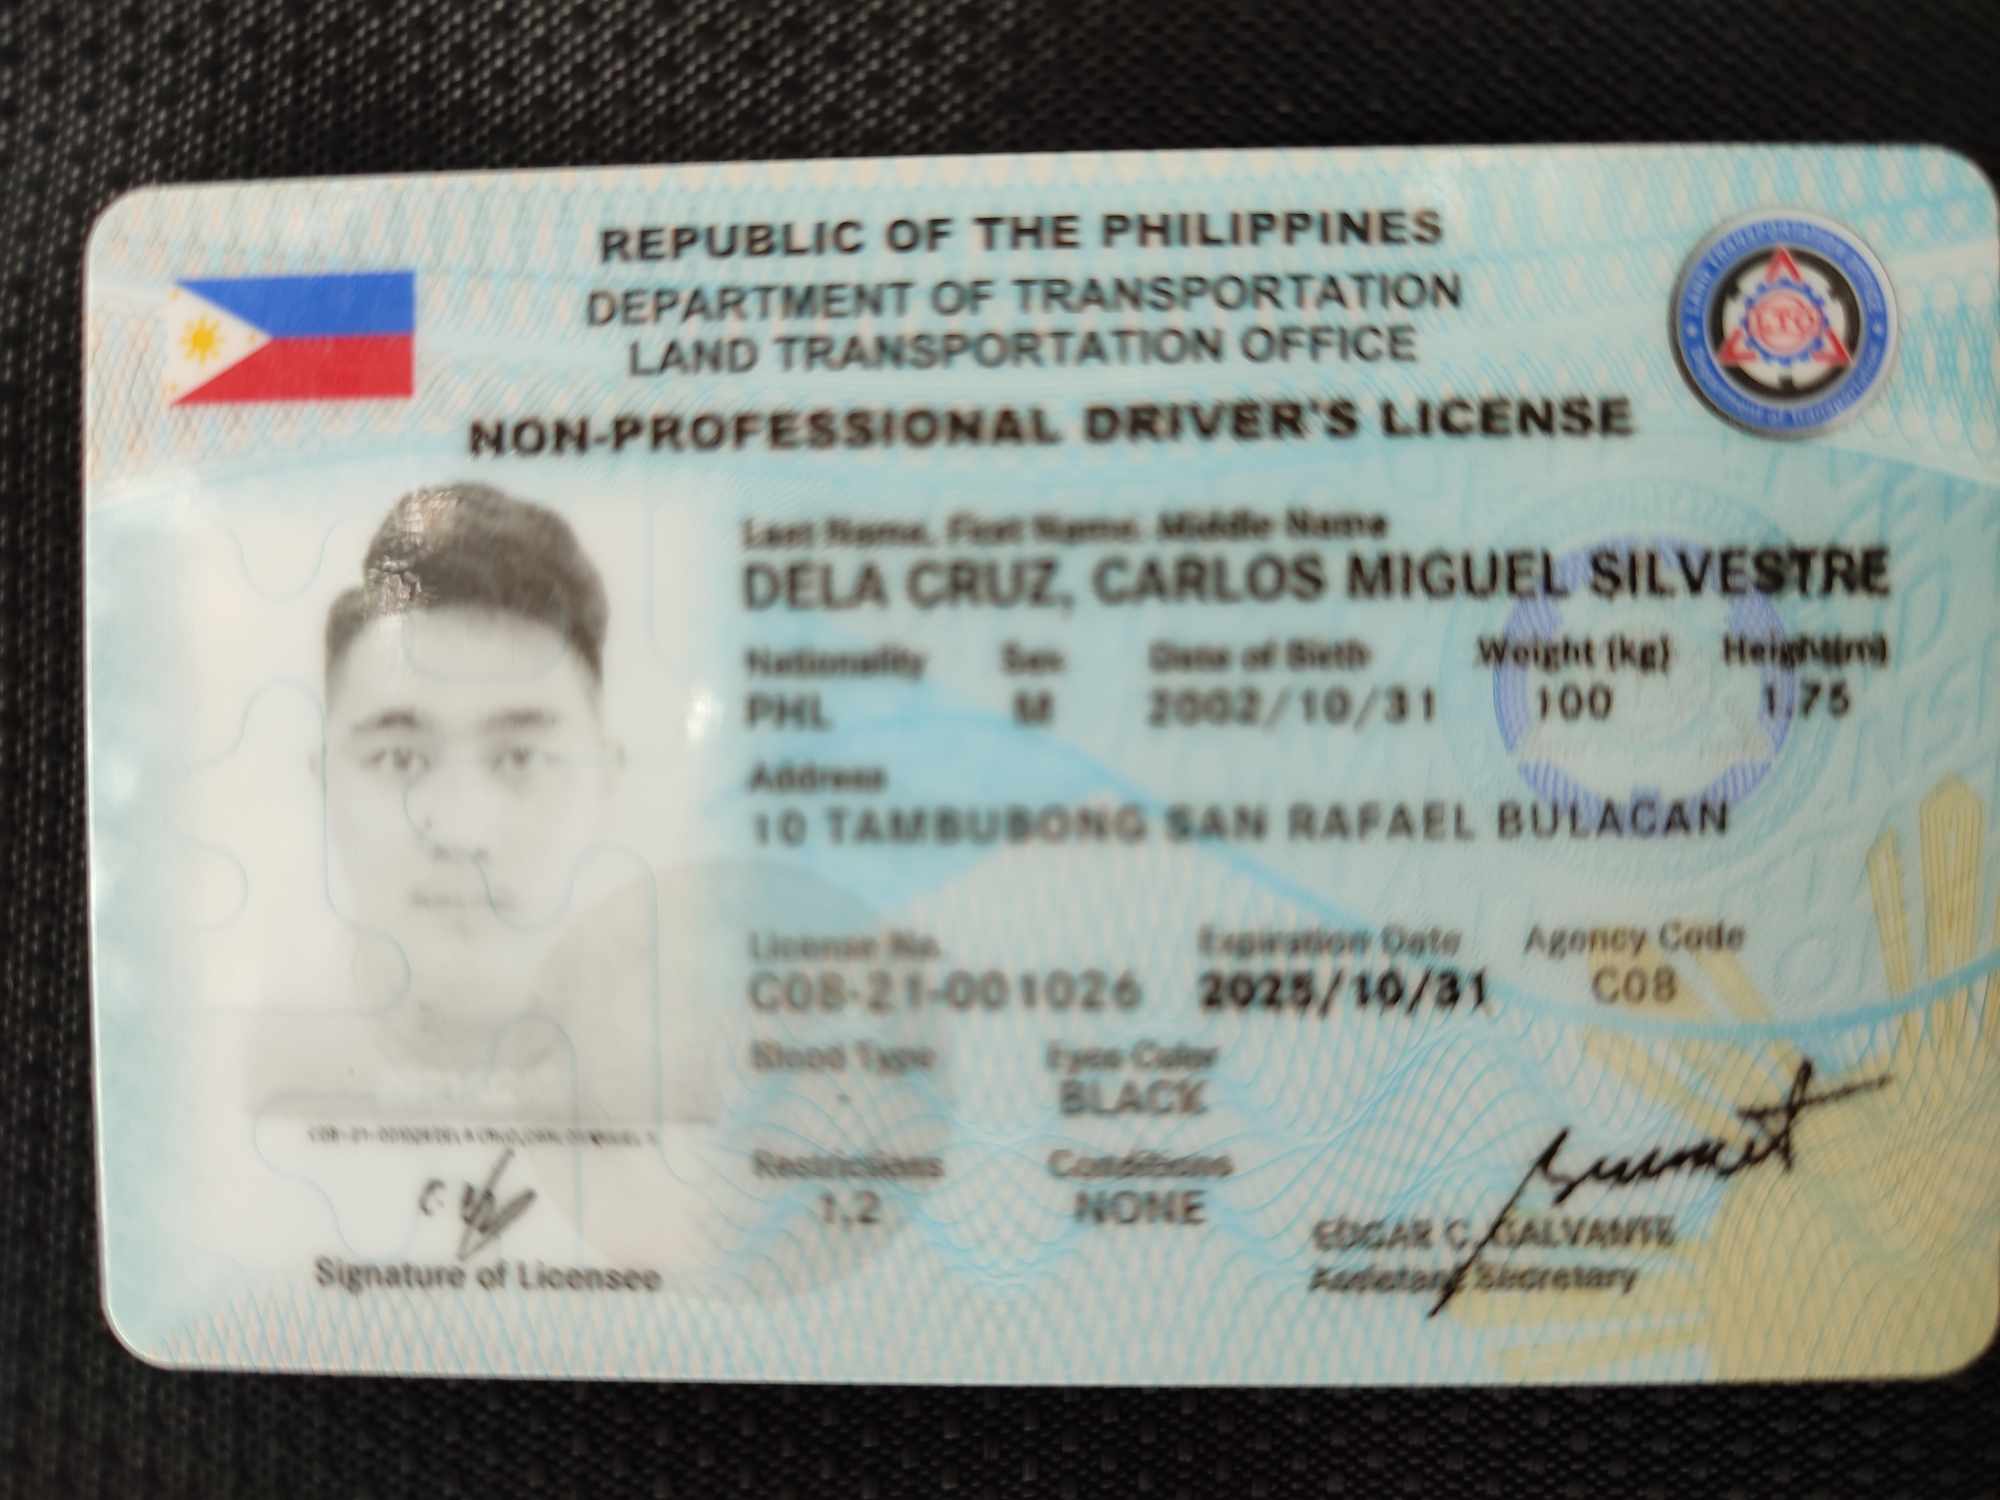 REPUBLIC OF THE PHILIPPINES
DEPARTMENT OF TRANSPORTATION
LAND TRANSPORTATION OFFICE
LTO
NON-PROFESSIONAL DRIVER'S LICENSE
Last Name, First Name, Middle Name
DELA CRUZ, CARLOS MIGUEL SILVESTRE
Nationality Sex Date of Birth Weight (kg) Height(m)
PHL M 2002/10/31 100 1.75
Address
10 TAMBUBONG SAN RAFAEL BULACAN
License No. Expiration Date Agency Code
C08-21-001026 2025/10/31 C08
Blood Type Eyes Color
- BLACK
Restrictions Conditions
1,2 NONE
Signature of Licensee
EDGAR C. GALVANTE
Assistant Secretary